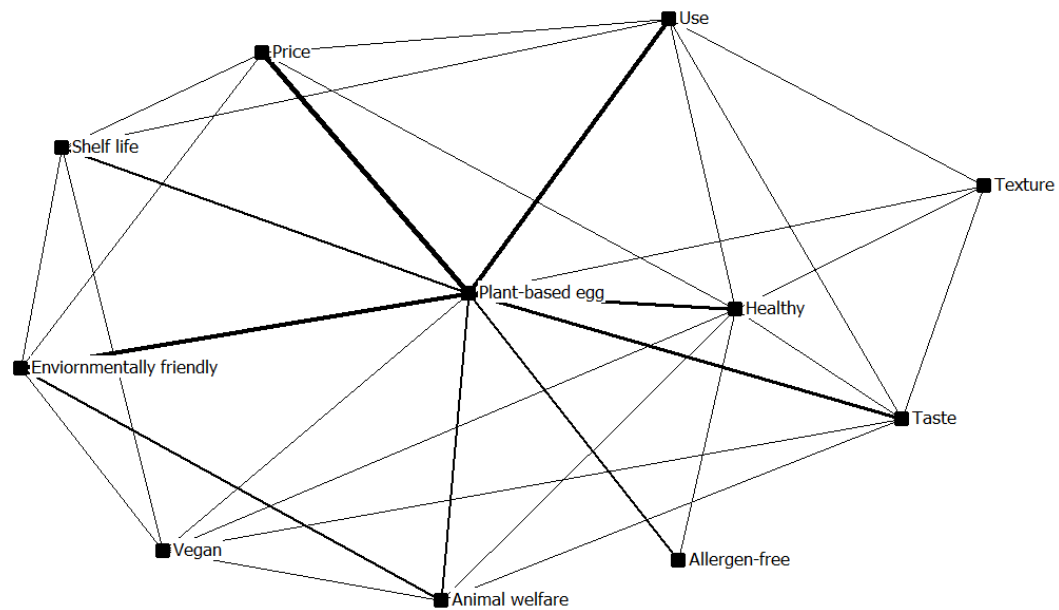 Use
Price
Shelf life
Texture
Plant-based egg
Healthy
Enviornmentally friendly
Taste
Vegan
Allergen-free
Animal welfare